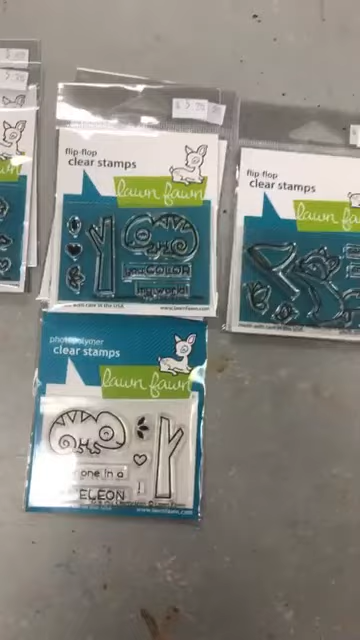 $ 5.95
flip-flop
clear stamps
lawn fawn
you COLOR
my world
made with care in the USA
www.lawnfawn.com
flip-flop
clear stamps
lawn fawn
made with care in the USA
photopolymer
clear stamps
lawn fawn
one in a
ELEON
www.lawnfawn.com